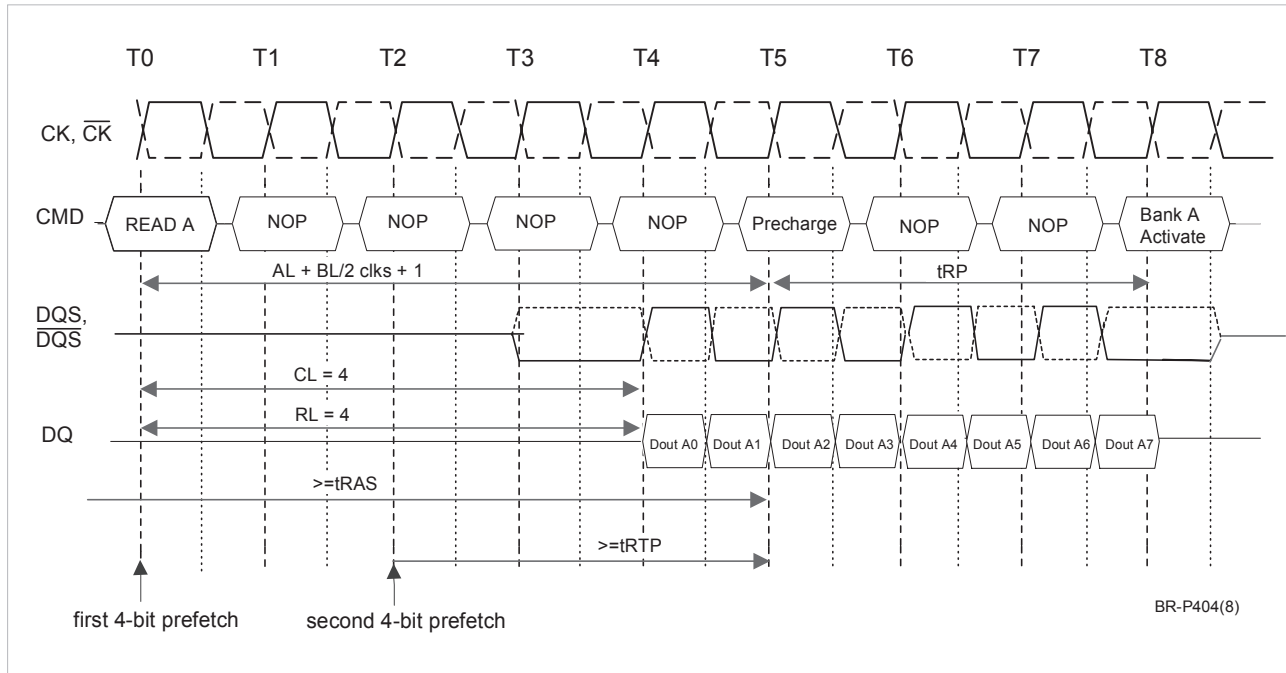 T0 T1 T2 T3 T4 T5 T6 T7 T8
CK, CK
CMD READ A NOP NOP NOP NOP Precharge NOP NOP Bank A Activate
AL + BL/2 clks + 1 tRP
DQS,
DQS
CL = 4
RL = 4
DQ
Dout A0 Dout A1 Dout A2 Dout A3 Dout A4 Dout A5 Dout A6 Dout A7
>=tRAS
>=tRTP
first 4-bit prefetch second 4-bit prefetch
BR-P404(8)